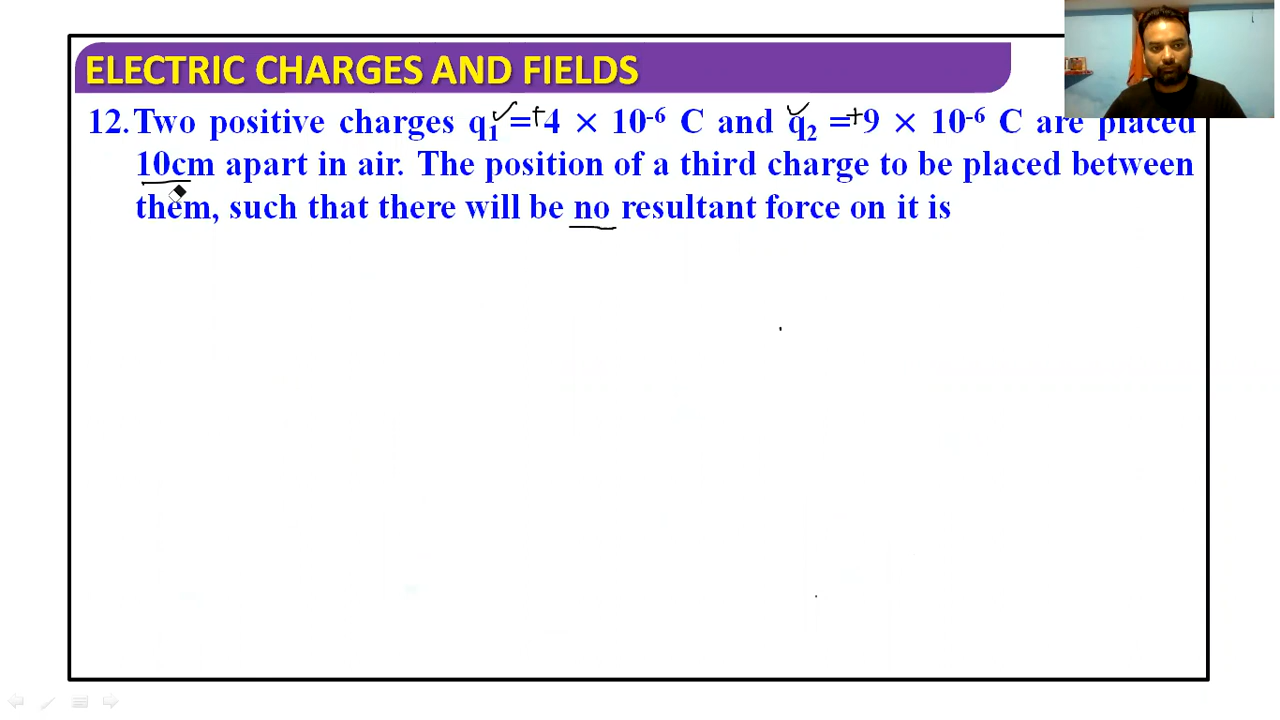 ELECTRIC CHARGES AND FIELDS
12. Two positive charges q₁ = +4 × 10⁻⁶ C and q₂ = +9 × 10⁻⁶ C are placed
10cm apart in air. The position of a third charge to be placed between
them, such that there will be no resultant force on it is